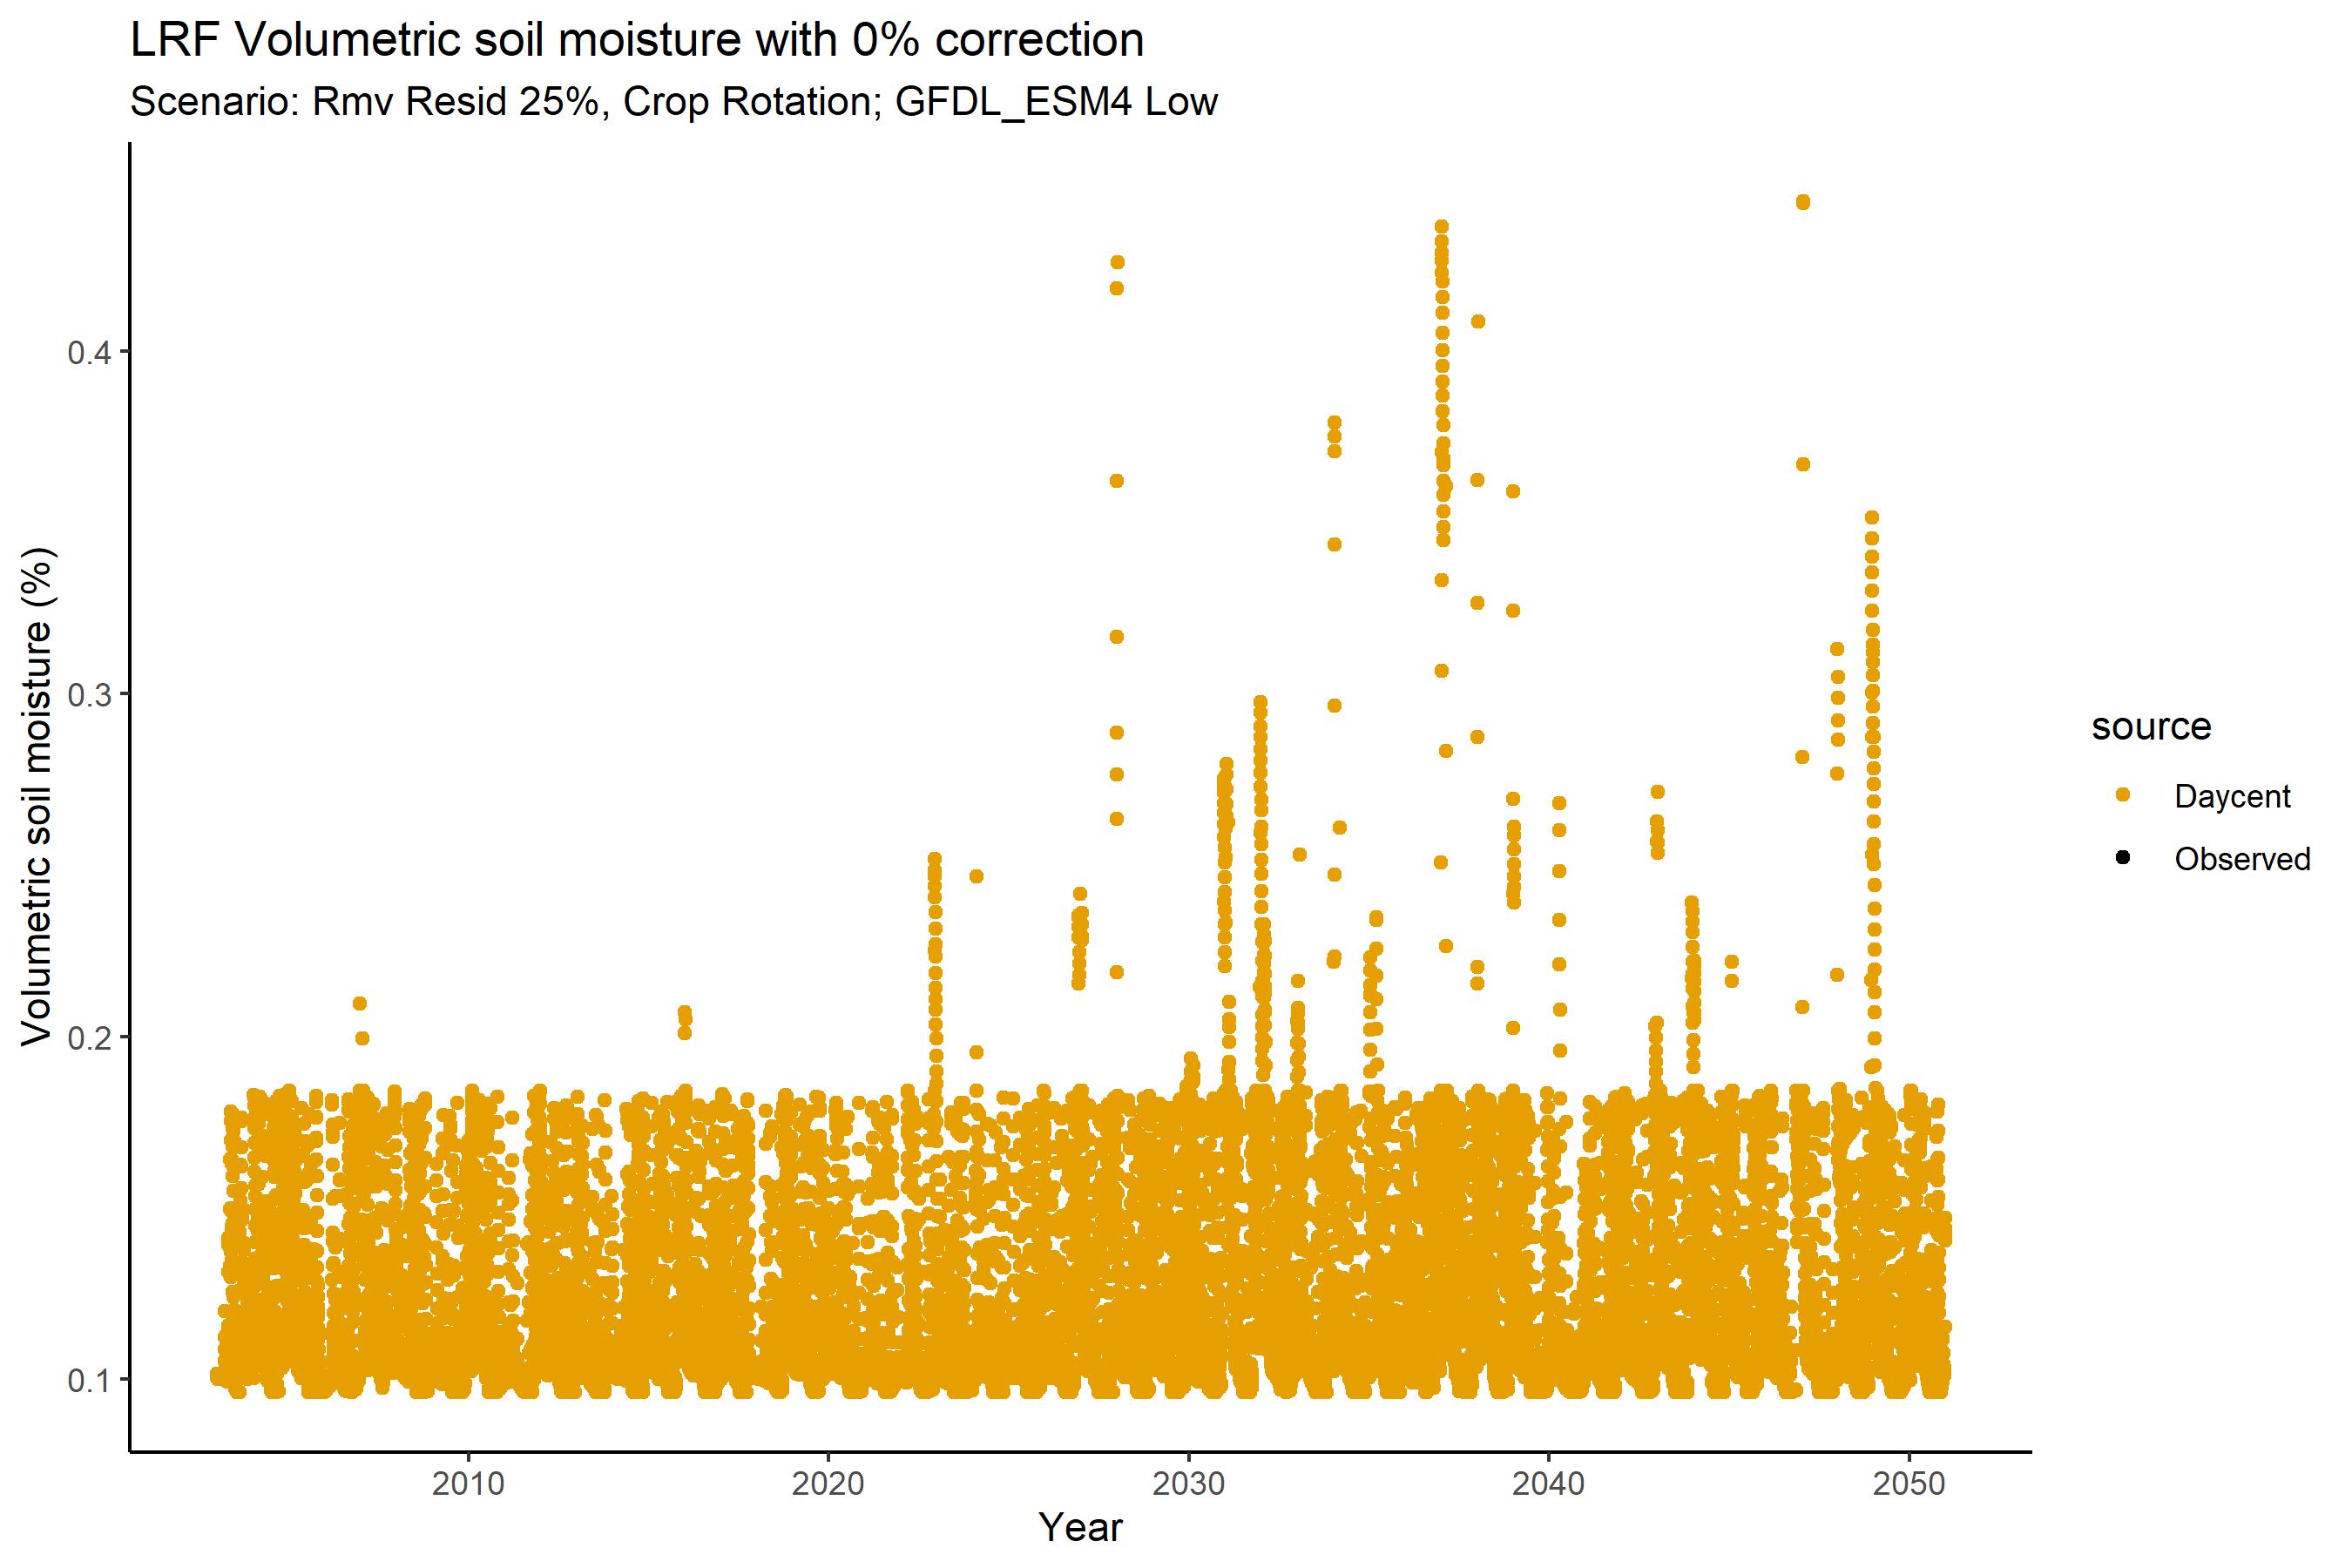 LRF Volumetric soil moisture with 0% correction
Scenario: Rmv Resid 25%, Crop Rotation; GFDL_ESM4 Low
Volumetric soil moisture (%)
0.4
0.3
0.2
0.1
2010 2020 2030 2040 2050
Year
source
Daycent
Observed